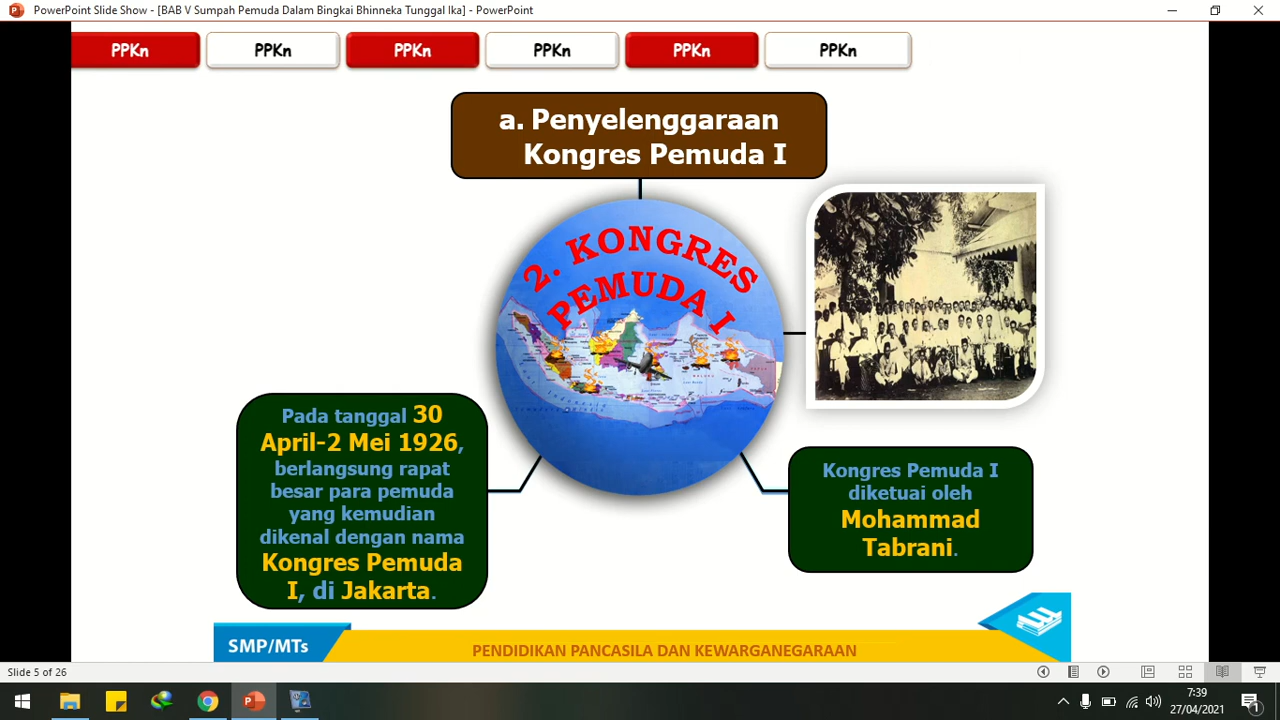 PowerPoint Slide Show - [BAB V Sumpah Pemuda Dalam Bingkai Bhinneka Tunggal Ika] - PowerPoint
PPKn PPKn PPKn PPKn PPKn PPKn
a. Penyelenggaraan
Kongres Pemuda I
2. KONGRES
PEMUDA I
Pada tanggal 30
April-2 Mei 1926,
berlangsung rapat
besar para pemuda
yang kemudian
dikenal dengan nama
Kongres Pemuda
I, di Jakarta.
Kongres Pemuda I
diketuai oleh
Mohammad
Tabrani.
SMP/MTs
PENDIDIKAN PANCASILA DAN KEWARGANEGARAAN
Slide 5 of 26
7:39
27/04/2021
1